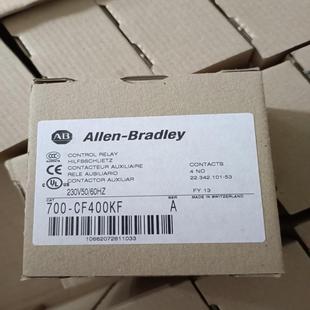 AB Allen-Bradley
CONTROL RELAY
HILFSSCHUETZ
CONTACTEUR AUXILIAIRE
RELE AUSILIARIO
CONTACTOR AUXILIAR
230V50/60HZ
CONTACTS
4 NO
22.342.101-53
FY 13
MADE IN SWITZERLAND
CAT
700-CF400KF
SER
A
10662072811033